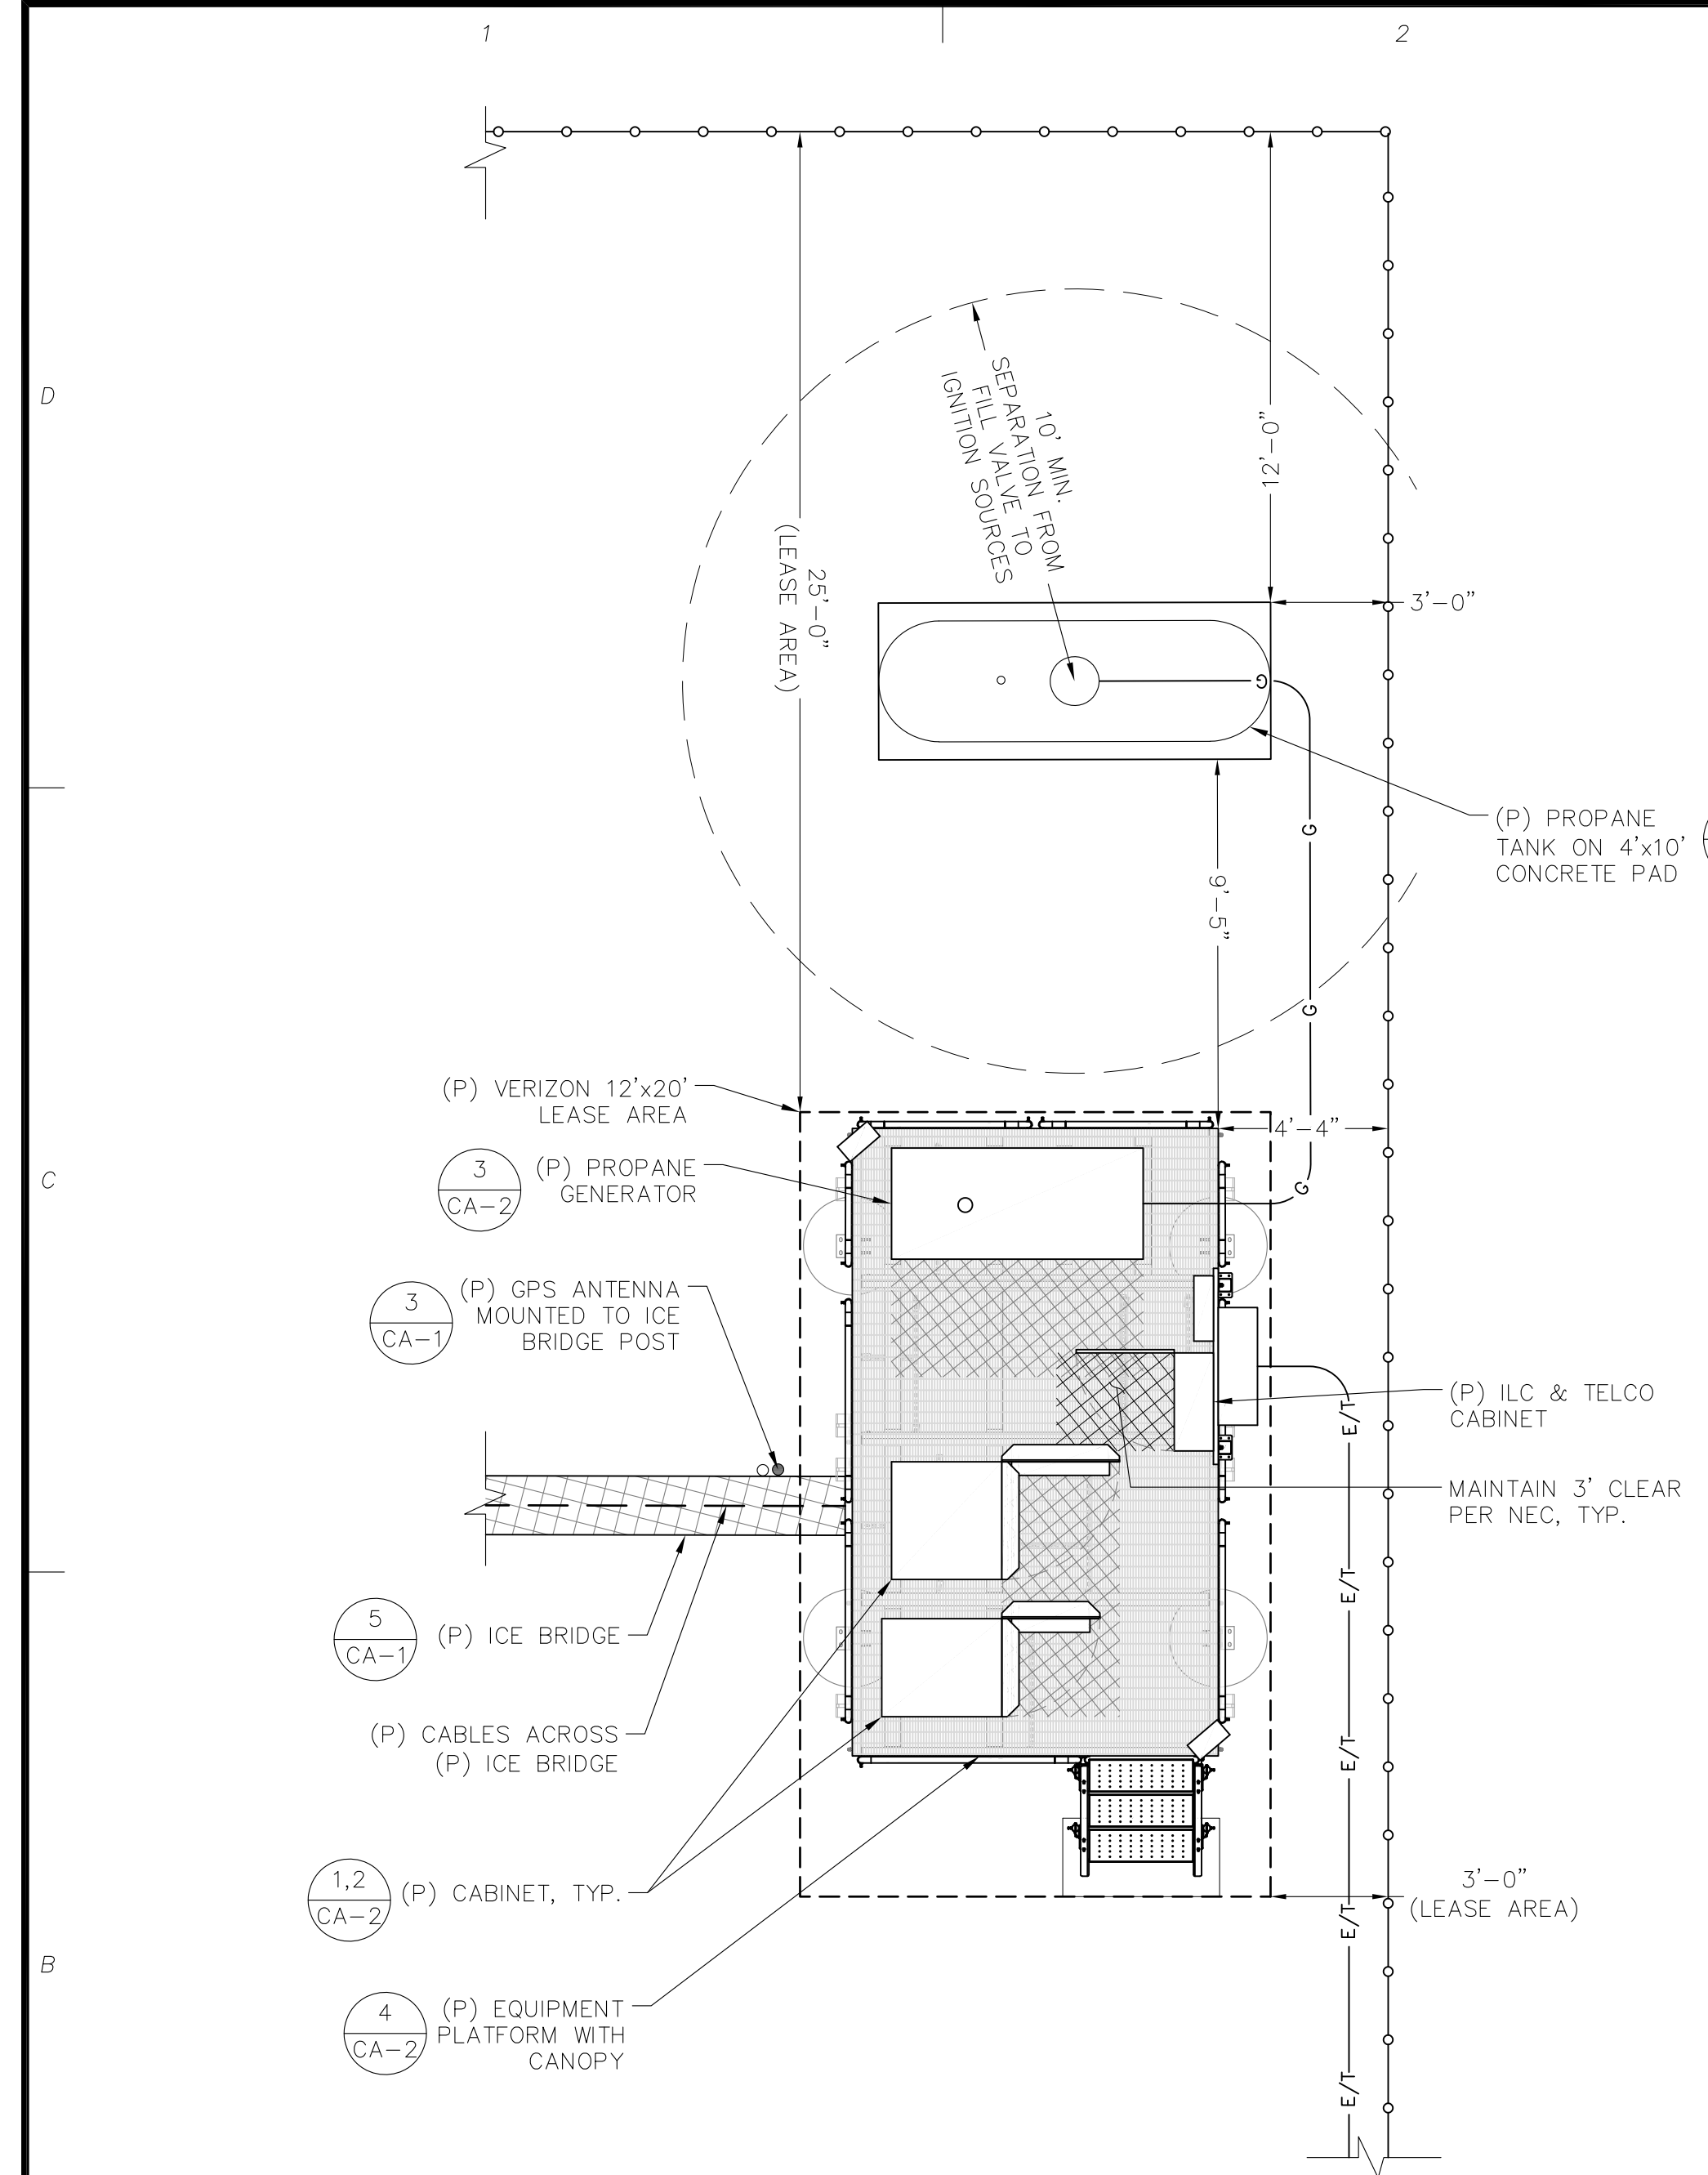 1
2
D
10' MIN.
SEPARATION FROM
FILL VALVE TO
IGNITION SOURCES
12'-0"
25'-0"
(LEASE AREA)
3'-0"
G
(P) PROPANE
TANK ON 4'x10'
CONCRETE PAD
G
9'-5"
G
(P) VERIZON 12'x20'
LEASE AREA
4'-4"
C
3
CA-2
(P) PROPANE
GENERATOR
G
3
CA-1
(P) GPS ANTENNA
MOUNTED TO ICE
BRIDGE POST
(P) ILC & TELCO
CABINET
E/T
MAINTAIN 3' CLEAR
PER NEC, TYP.
E/T
5
CA-1
(P) ICE BRIDGE
(P) CABLES ACROSS
(P) ICE BRIDGE
E/T
1,2
CA-2
(P) CABINET, TYP.
3'-0"
(LEASE AREA)
E/T
B
4
CA-2
(P) EQUIPMENT
PLATFORM WITH
CANOPY
E/T